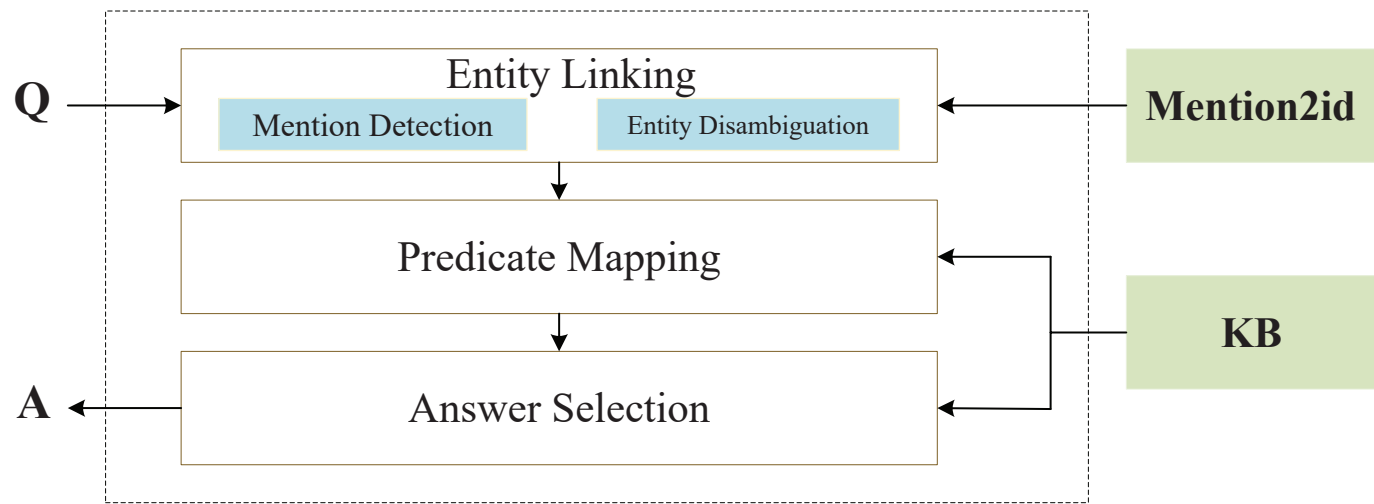 Entity Linking
Q
Mention Detection
Entity Disambiguation
Mention2id
Predicate Mapping
KB
A
Answer Selection